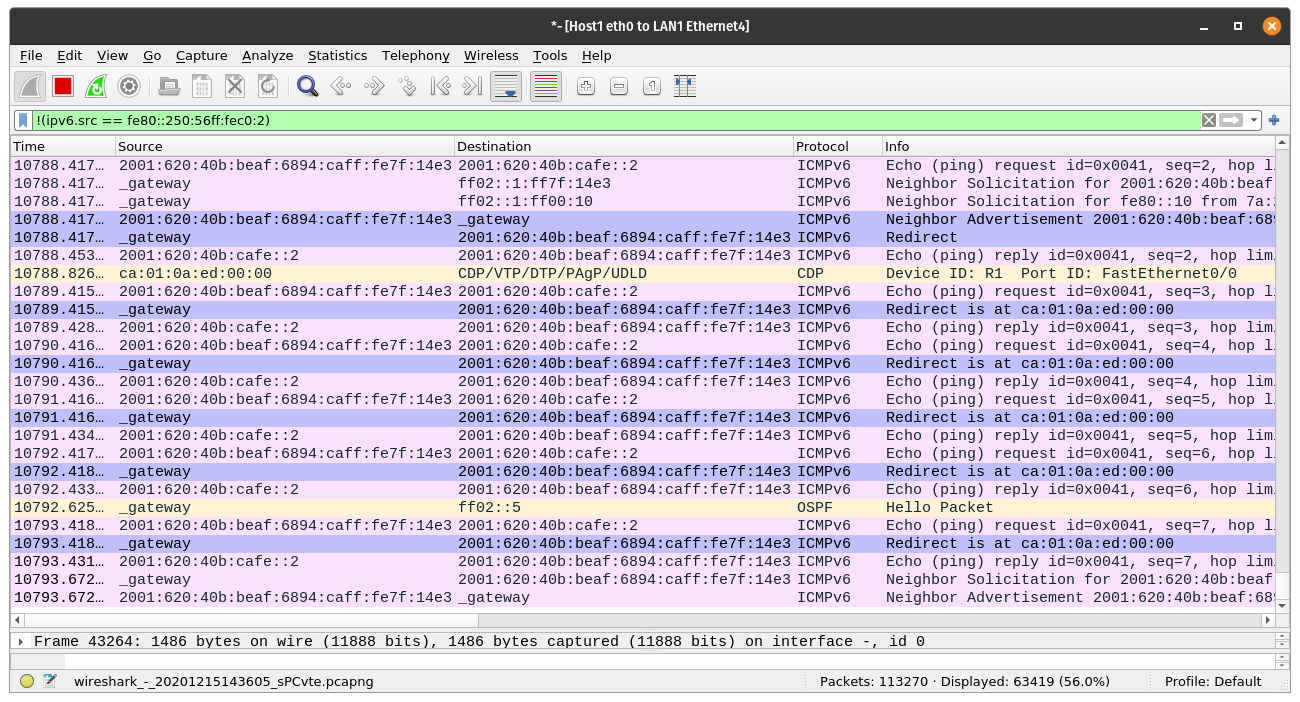 *- [Host1 eth0 to LAN1 Ethernet4]
File Edit View Go Capture Analyze Statistics Telephony Wireless Tools Help
!(ipv6.src == fe80::250:56ff:fec0:2)
Time Source Destination Protocol Info
10788.417… 2001:620:40b:beaf:6894:caff:fe7f:14e3 2001:620:40b:cafe::2 ICMPv6 Echo (ping) request id=0x0041, seq=2, hop li
10788.417… _gateway ff02::1:ff7f:14e3 ICMPv6 Neighbor Solicitation for 2001:620:40b:beaf
10788.417… _gateway ff02::1:ff00:10 ICMPv6 Neighbor Solicitation for fe80::10 from 7a:
10788.417… 2001:620:40b:beaf:6894:caff:fe7f:14e3 _gateway ICMPv6 Neighbor Advertisement 2001:620:40b:beaf:68
10788.417… _gateway 2001:620:40b:beaf:6894:caff:fe7f:14e3 ICMPv6 Redirect
10788.453… 2001:620:40b:cafe::2 2001:620:40b:beaf:6894:caff:fe7f:14e3 ICMPv6 Echo (ping) reply id=0x0041, seq=2, hop lim
10788.826… ca:01:0a:ed:00:00 CDP/VTP/DTP/PAgP/UDLD CDP Device ID: R1 Port ID: FastEthernet0/0
10789.415… 2001:620:40b:beaf:6894:caff:fe7f:14e3 2001:620:40b:cafe::2 ICMPv6 Echo (ping) request id=0x0041, seq=3, hop l
10789.415… _gateway 2001:620:40b:beaf:6894:caff:fe7f:14e3 ICMPv6 Redirect is at ca:01:0a:ed:00:00
10789.428… 2001:620:40b:cafe::2 2001:620:40b:beaf:6894:caff:fe7f:14e3 ICMPv6 Echo (ping) reply id=0x0041, seq=3, hop lim
10790.416… 2001:620:40b:beaf:6894:caff:fe7f:14e3 2001:620:40b:cafe::2 ICMPv6 Echo (ping) request id=0x0041, seq=4, hop l
10790.416… _gateway 2001:620:40b:beaf:6894:caff:fe7f:14e3 ICMPv6 Redirect is at ca:01:0a:ed:00:00
10790.436… 2001:620:40b:cafe::2 2001:620:40b:beaf:6894:caff:fe7f:14e3 ICMPv6 Echo (ping) reply id=0x0041, seq=4, hop lim
10791.416… 2001:620:40b:beaf:6894:caff:fe7f:14e3 2001:620:40b:cafe::2 ICMPv6 Echo (ping) request id=0x0041, seq=5, hop l
10791.416… _gateway 2001:620:40b:beaf:6894:caff:fe7f:14e3 ICMPv6 Redirect is at ca:01:0a:ed:00:00
10791.434… 2001:620:40b:cafe::2 2001:620:40b:beaf:6894:caff:fe7f:14e3 ICMPv6 Echo (ping) reply id=0x0041, seq=5, hop lim
10792.417… 2001:620:40b:beaf:6894:caff:fe7f:14e3 2001:620:40b:cafe::2 ICMPv6 Echo (ping) request id=0x0041, seq=6, hop l
10792.418… _gateway 2001:620:40b:beaf:6894:caff:fe7f:14e3 ICMPv6 Redirect is at ca:01:0a:ed:00:00
10792.433… 2001:620:40b:cafe::2 2001:620:40b:beaf:6894:caff:fe7f:14e3 ICMPv6 Echo (ping) reply id=0x0041, seq=6, hop lim
10792.625… _gateway ff02::5 OSPF Hello Packet
10793.418… 2001:620:40b:beaf:6894:caff:fe7f:14e3 2001:620:40b:cafe::2 ICMPv6 Echo (ping) request id=0x0041, seq=7, hop l
10793.418… _gateway 2001:620:40b:beaf:6894:caff:fe7f:14e3 ICMPv6 Redirect is at ca:01:0a:ed:00:00
10793.431… 2001:620:40b:cafe::2 2001:620:40b:beaf:6894:caff:fe7f:14e3 ICMPv6 Echo (ping) reply id=0x0041, seq=7, hop lim
10793.672… _gateway 2001:620:40b:beaf:6894:caff:fe7f:14e3 ICMPv6 Neighbor Solicitation for 2001:620:40b:beaf
10793.672… 2001:620:40b:beaf:6894:caff:fe7f:14e3 _gateway ICMPv6 Neighbor Advertisement 2001:620:40b:beaf:68
Frame 43264: 1486 bytes on wire (11888 bits), 1486 bytes captured (11888 bits) on interface -, id 0
wireshark_-_20201215143605_sPCvte.pcapng Packets: 113270 · Displayed: 63419 (56.0%) Profile: Default